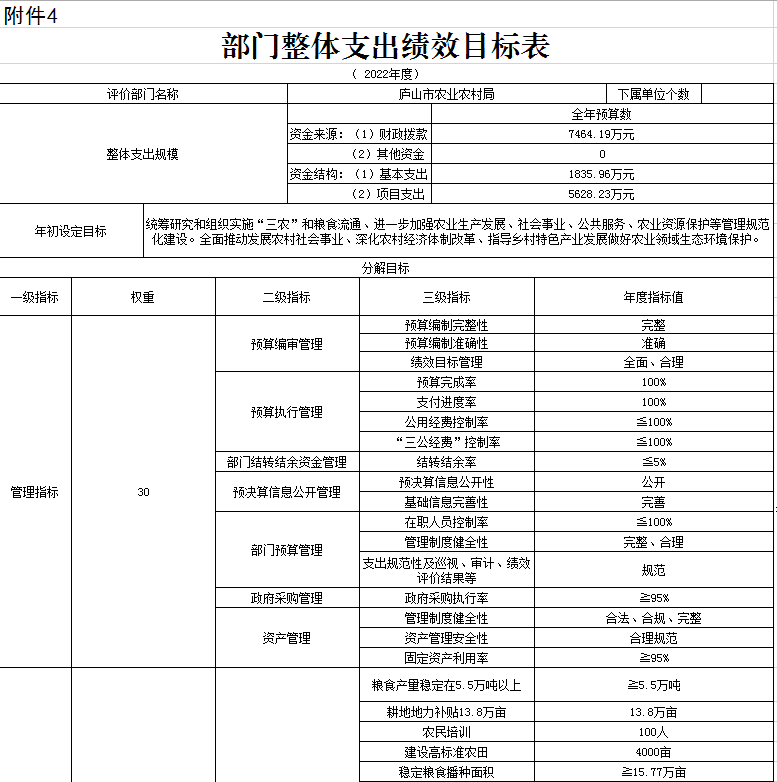 附件4
部门整体支出绩效目标表
（ 2022年度）
评价部门名称 庐山市农业农村局 下属单位个数
整体支出规模 全年预算数
资金来源：（1）财政拨款 7464.19万元
（2）其他资金 0
资金结构：（1）基本支出 1835.96万元
（2）项目支出 5628.23万元
年初设定目标
统筹研究和组织实施“三农”和粮食流通、进一步加强农业生产发展、社会事业、公共服务、农业资源保护等管理规范
化建设。全面推动发展农村社会事业、深化农村经济体制改革、指导乡村特色产业发展做好农业领域生态环境保护。
分解目标
一级指标 权重 二级指标 三级指标 年度指标值
管理指标 30
预算编审管理
预算编制完整性 完整
预算编制准确性 准确
绩效目标管理 全面、合理
预算执行管理
预算完成率 100%
支付进度率 100%
公用经费控制率 ≦100%
“三公经费”控制率 ≦100%
部门结转结余资金管理 结转结余率 ≦5%
预决算信息公开管理
预决算信息公开性 公开
基础信息完善性 完善
部门预算管理
在职人员控制率 ≦100%
管理制度健全性 完整、合理
支出规范性及巡视、审计、绩效
评价结果等 规范
政府采购管理 政府采购执行率 ≧95%
资产管理
管理制度健全性 合法、合规、完整
资产管理安全性 合理规范
固定资产利用率 ≧95%
粮食产量稳定在5.5万吨以上 ≧5.5万吨
耕地地力补贴13.8万亩 13.8万亩
农民培训 100人
建设高标准农田 4000亩
稳定粮食播种面积 ≧15.77万亩